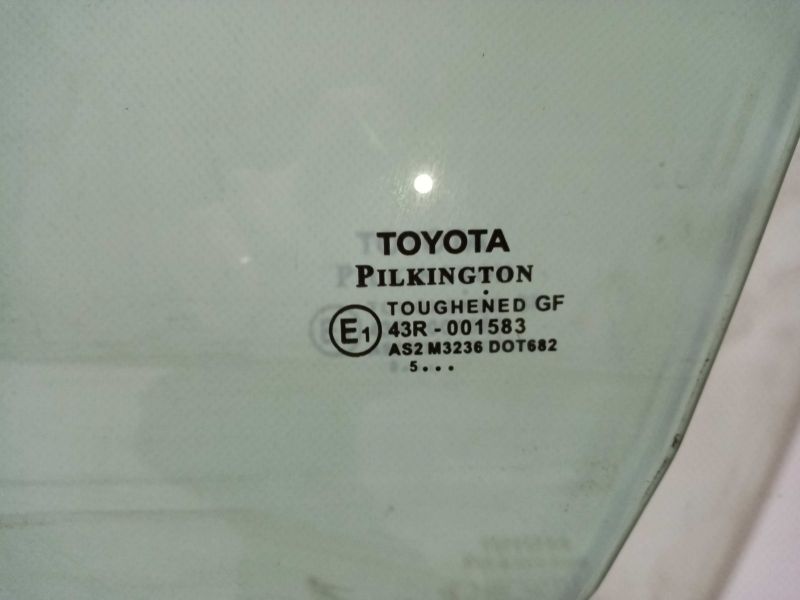 TOYOTA
PILKINGTON
TOUGHENED GF
E1 43R - 001583
AS2 M3236 DOT682
5...